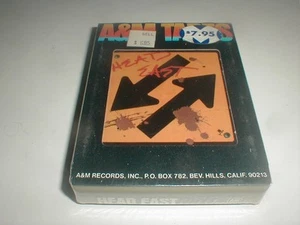 A&M TAPES
$7.95
HEAD
EAST
A&M RECORDS, INC., P.O. BOX 782, BEV. HILLS, CALIF. 90213
HEAD EAST